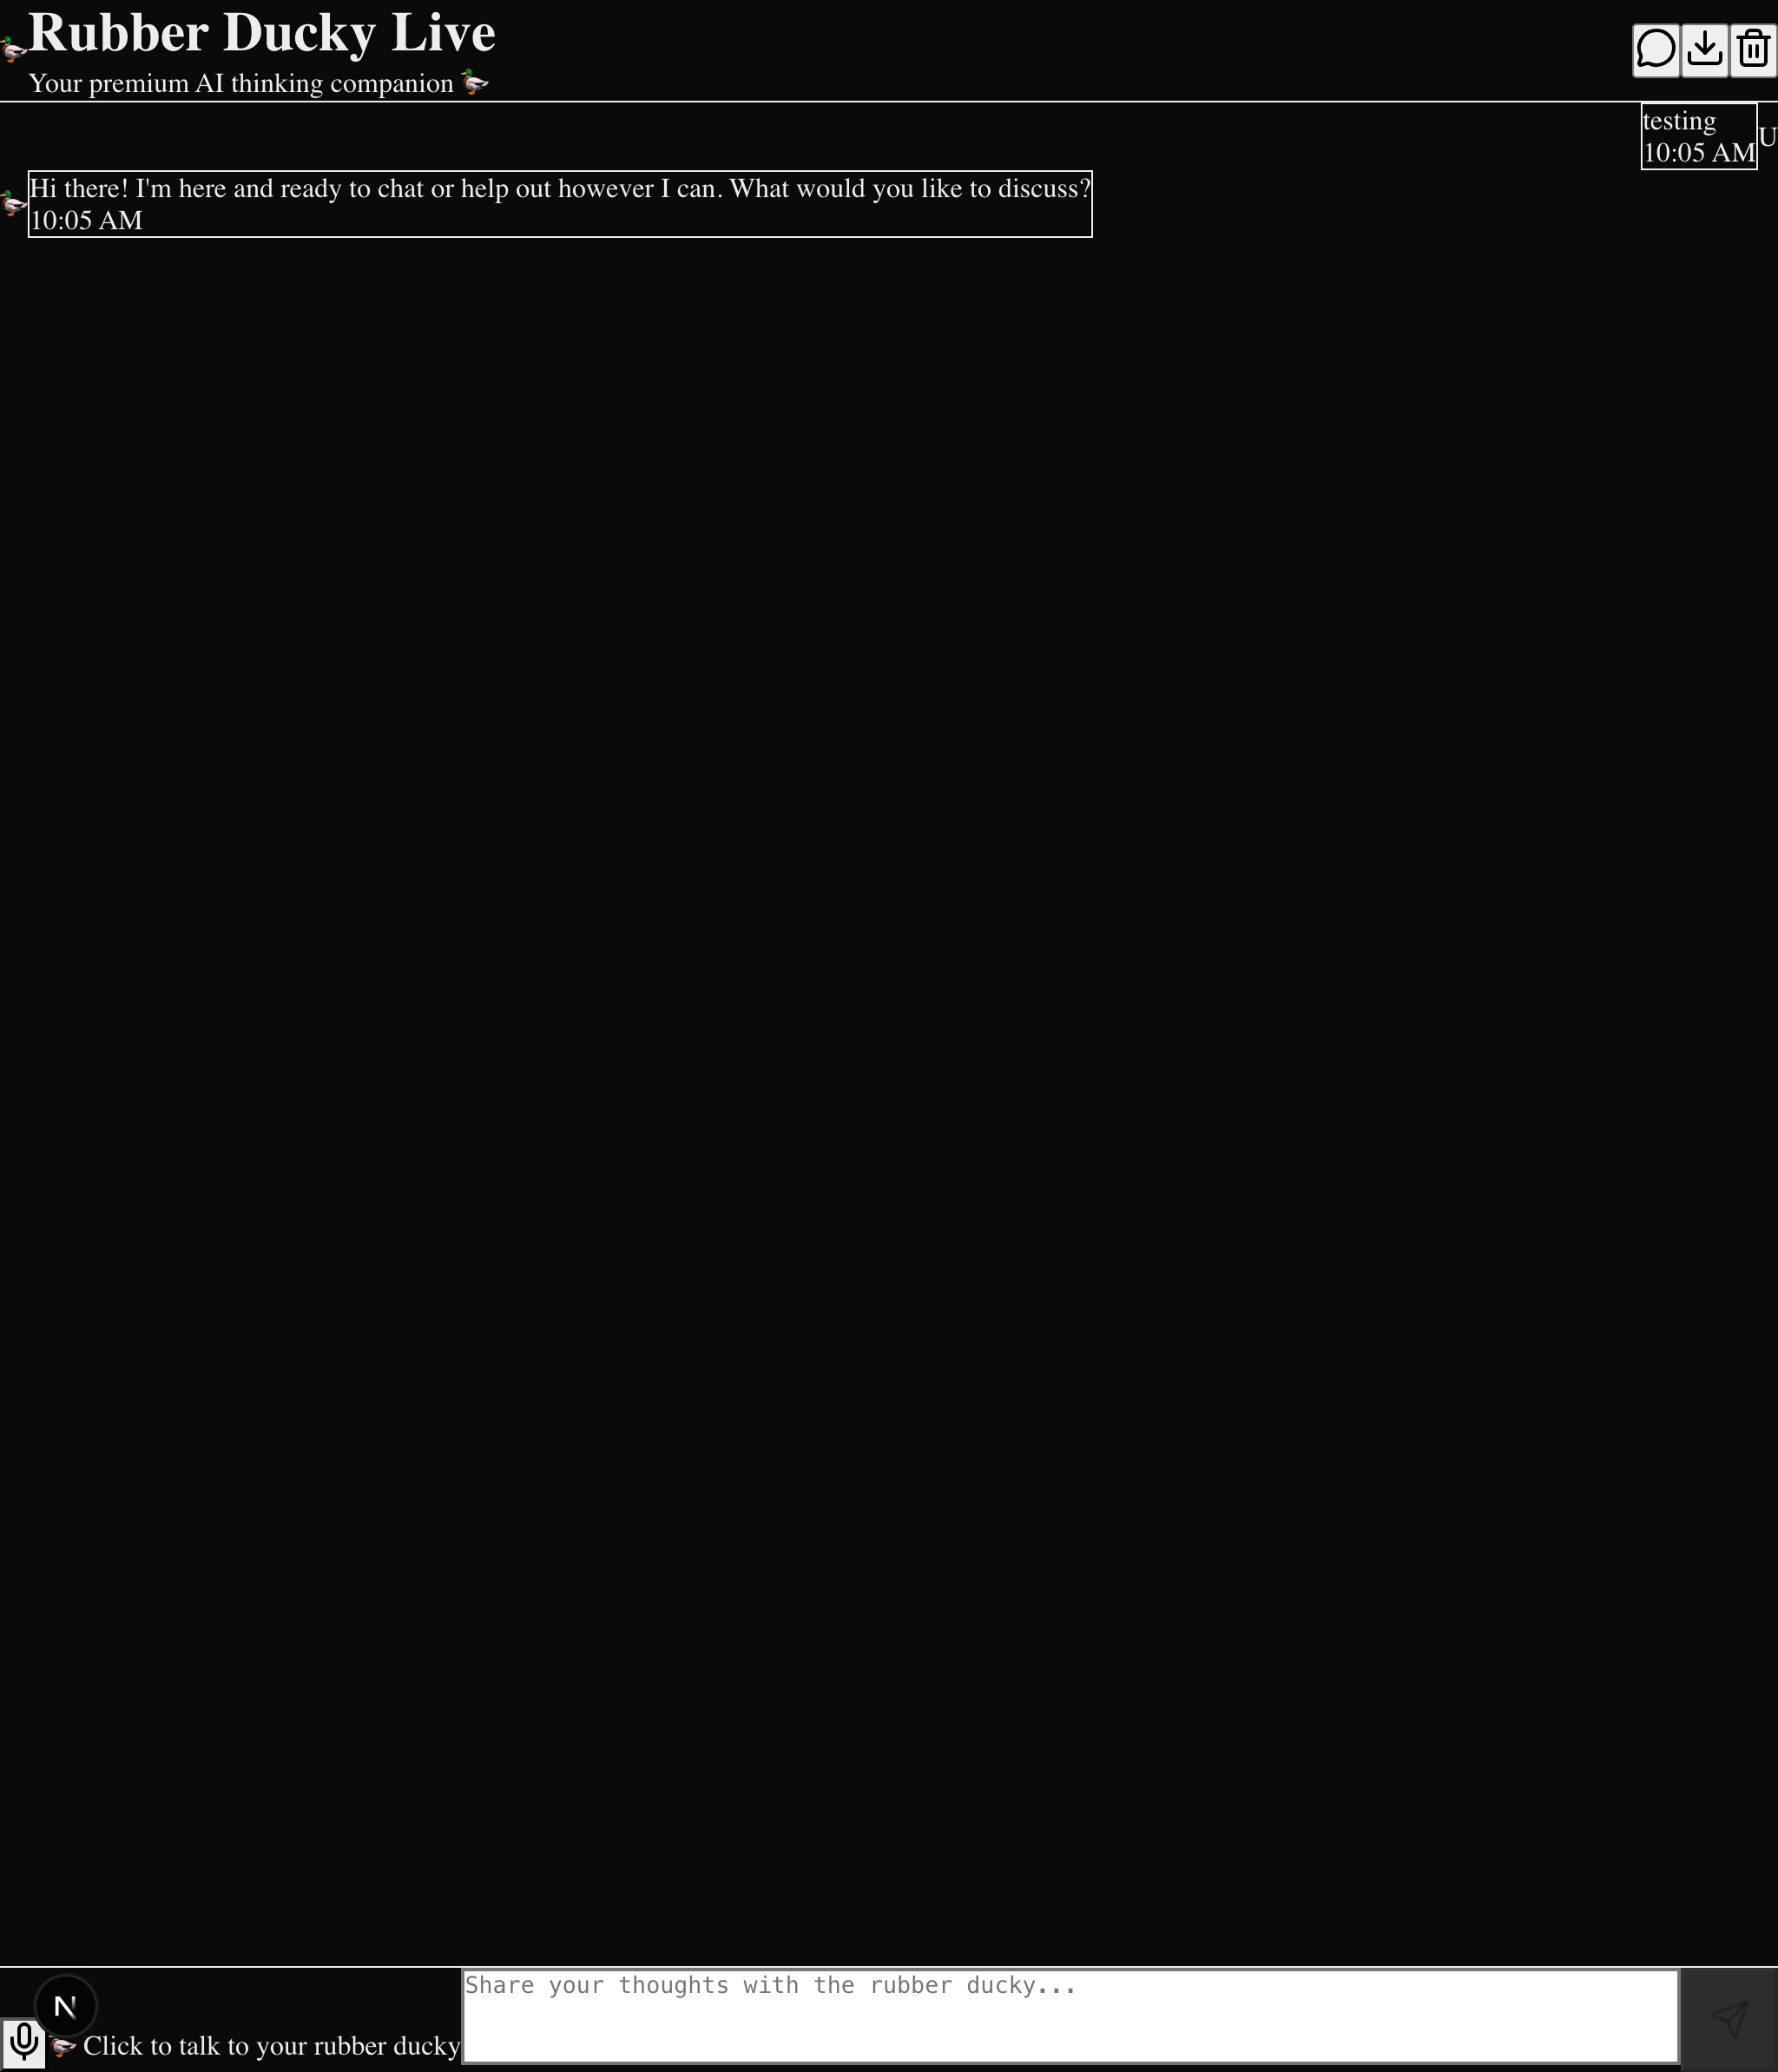 Rubber Ducky Live
Your premium AI thinking companion 🦆
testing
10:05 AM
U
Hi there! I'm here and ready to chat or help out however I can. What would you like to discuss?
10:05 AM
Share your thoughts with the rubber ducky...
N
🦆 Click to talk to your rubber ducky